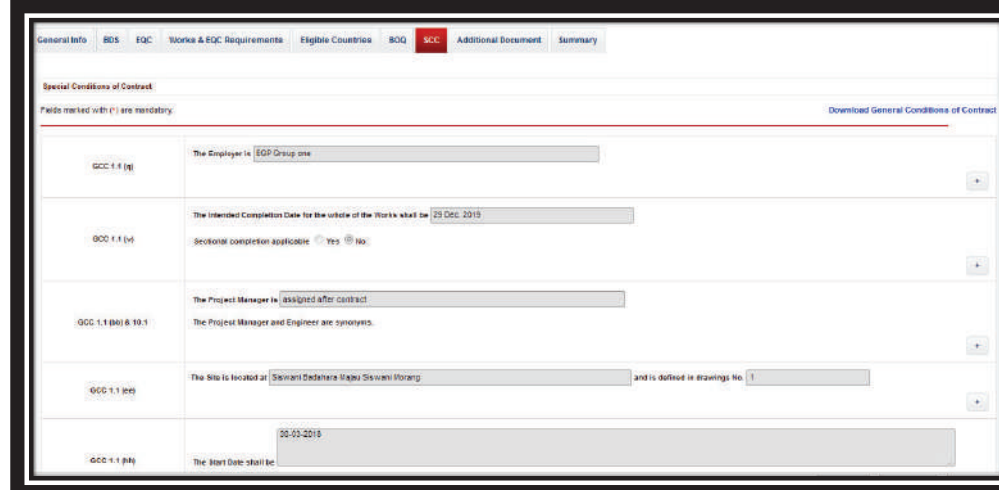 General Info BDS EQC Works & EQC Requirements Eligible Countries BOQ SCC Additional Document Summary
Special Conditions of Contract
Fields marked with (*) are mandatory.
Download General Conditions of Contract
GCC 1.1 (q)
The Employer is EGP Group one
+
GCC 1.1 (v)
The Intended Completion Date for the whole of the Works shall be 29 Dec, 2019
Sectional completion applicable Yes No
+
GCC 1.1 (bb) & 10.1
The Project Manager is assigned after contract
The Project Manager and Engineer are synonyms.
+
GCC 1.1 (ee)
The Site is located at Siswani Badahara Majau Siswani Morang and is defined in drawings No. 1
+
GCC 1.1 (hh)
The Start Date shall be
30-03-2018